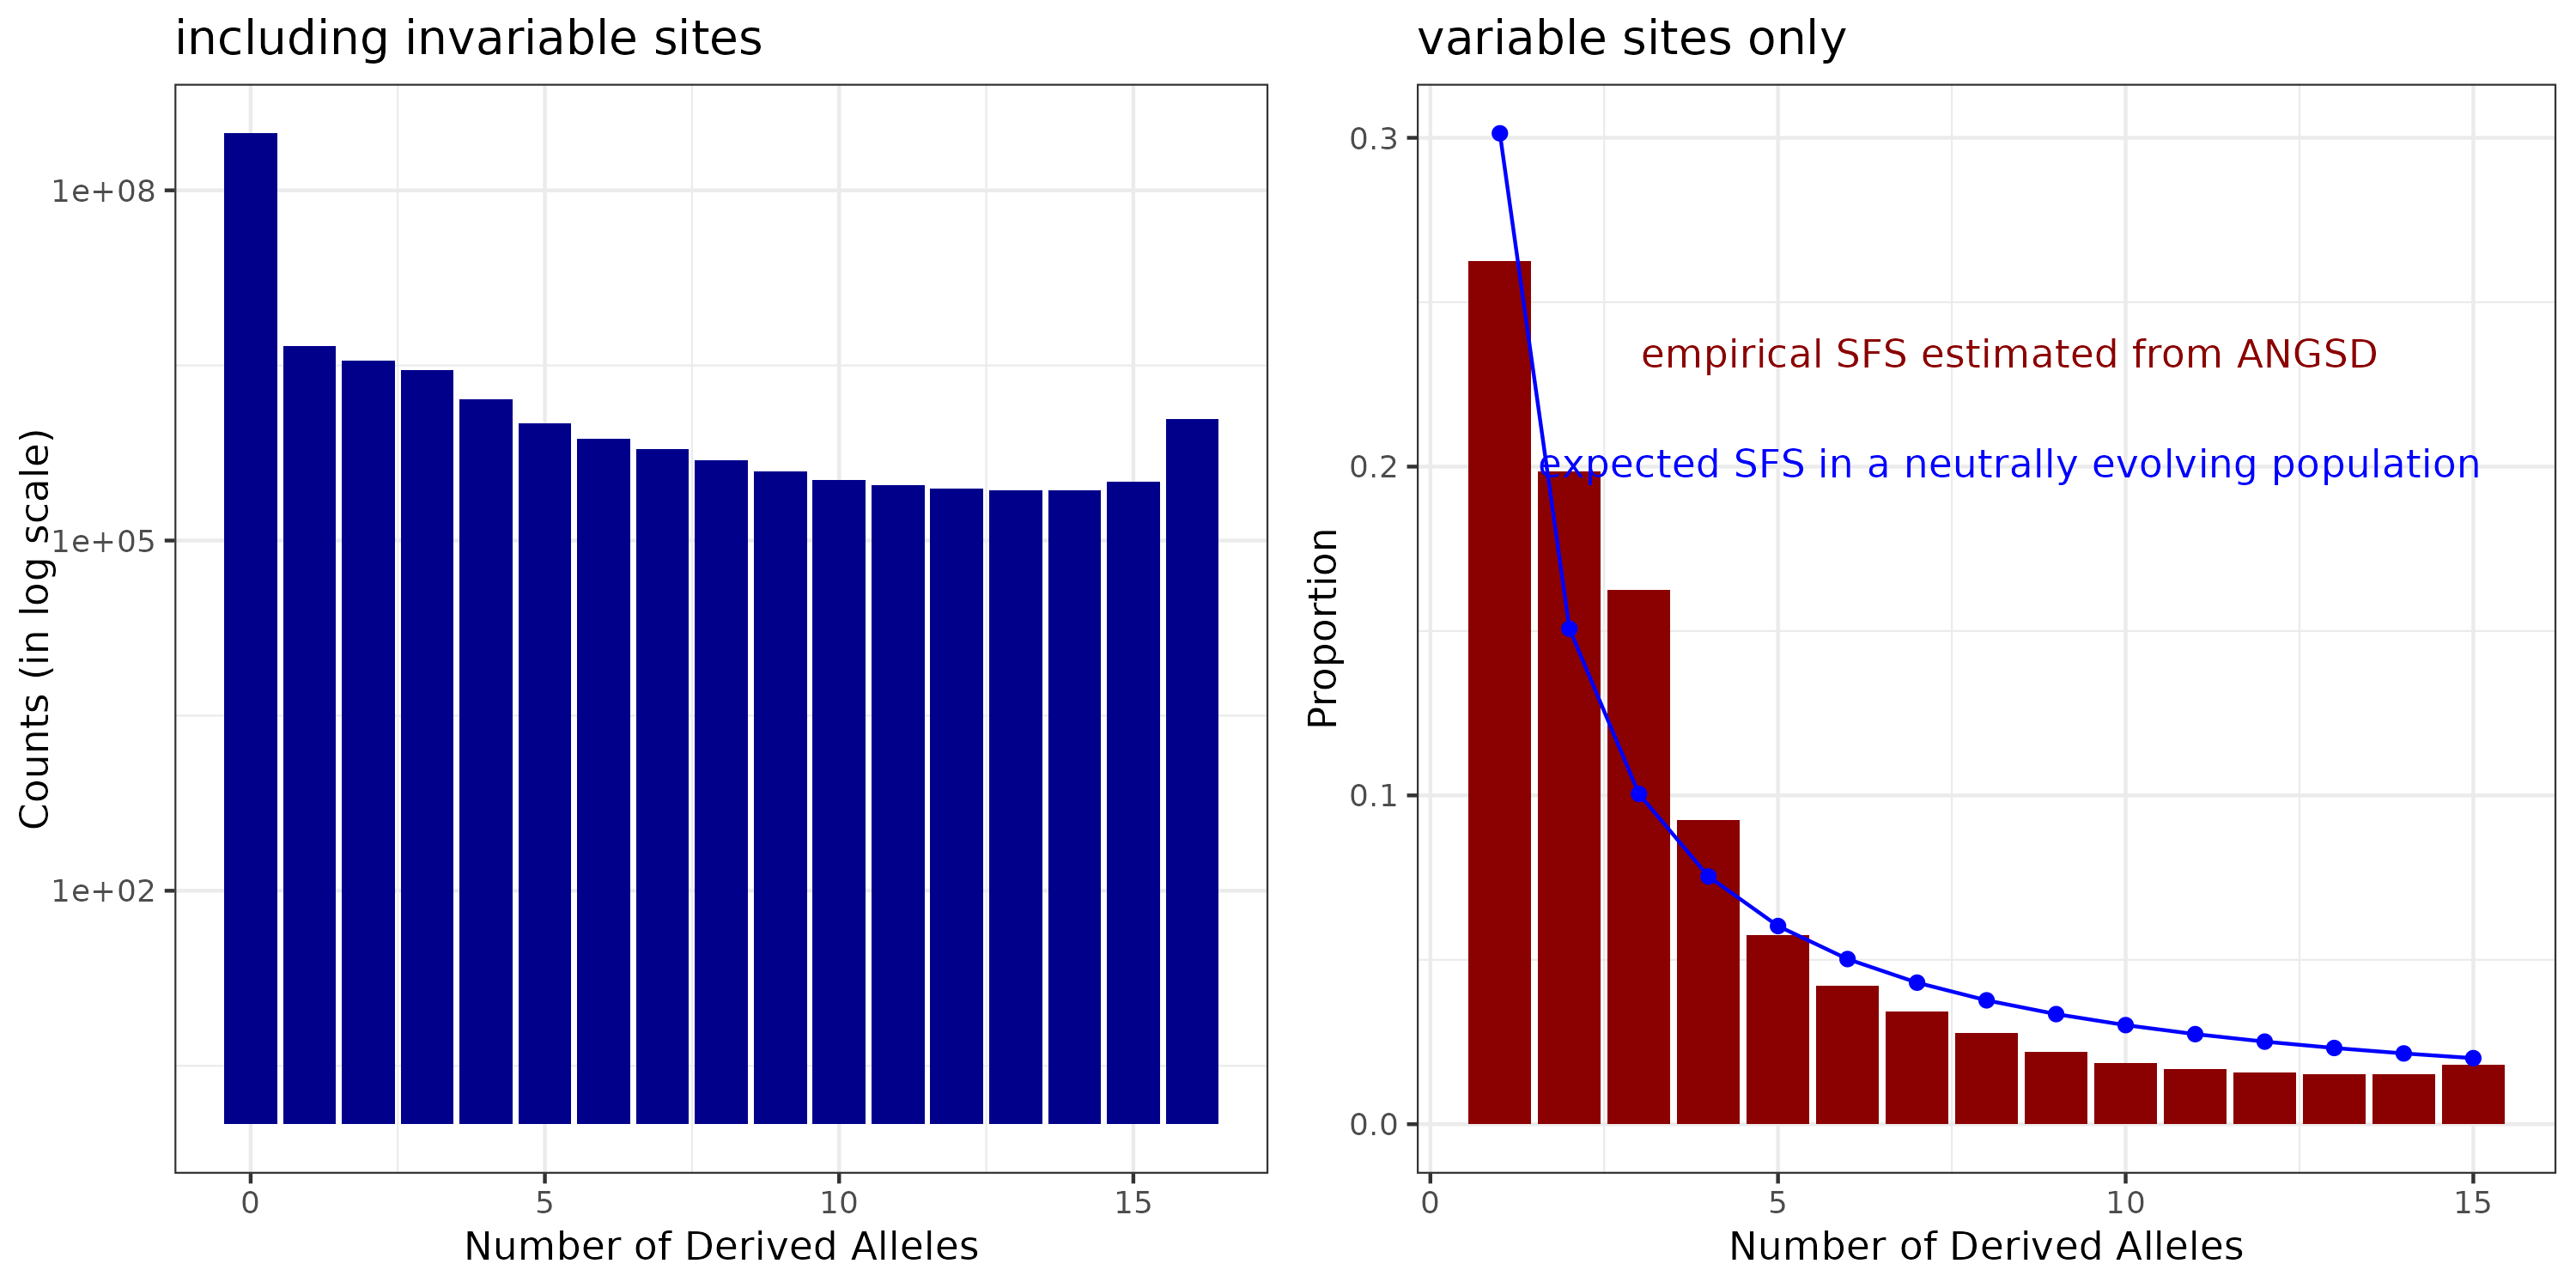 including invariable sites
Counts (in log scale)
1e+08
1e+05
1e+02
0
5
10
15
Number of Derived Alleles
variable sites only
Proportion
0.3
0.2
0.1
0.0
empirical SFS estimated from ANGSD
expected SFS in a neutrally evolving population
0
5
10
15
Number of Derived Alleles